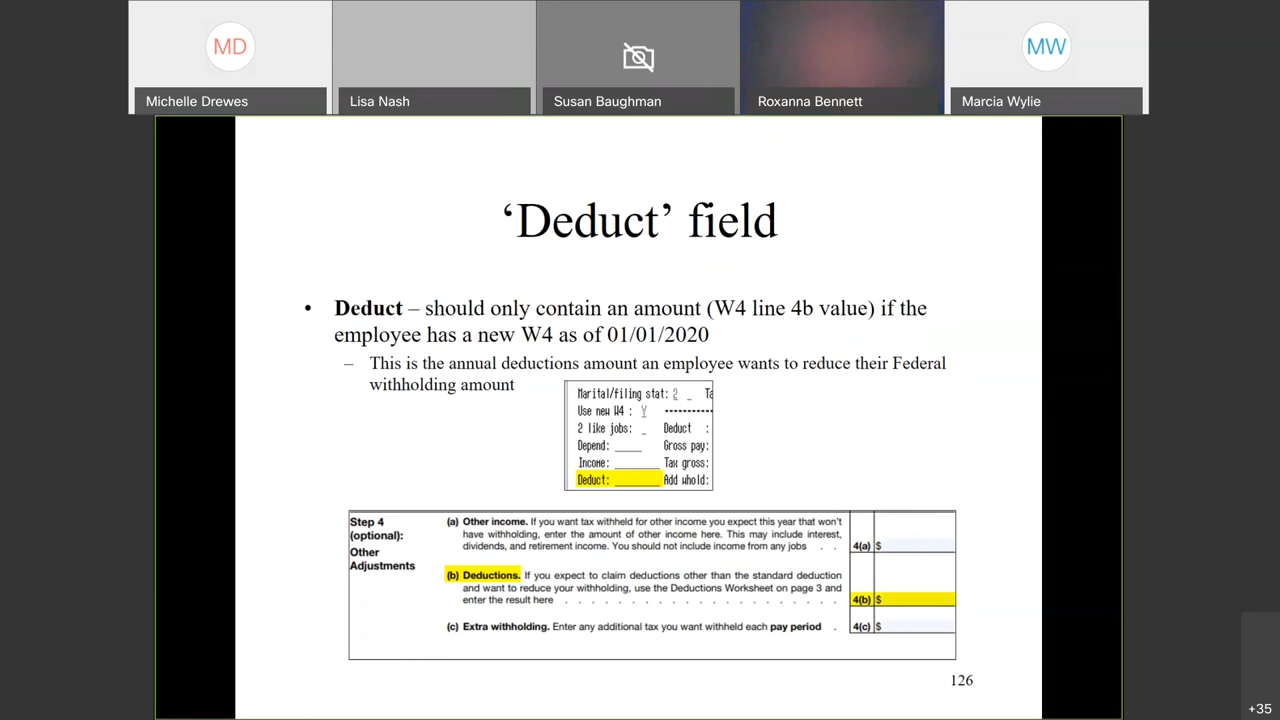 MD
MW
Michelle Drewes
Lisa Nash
Susan Baughman
Roxanna Bennett
Marcia Wylie
‘Deduct’ field
• Deduct – should only contain an amount (W4 line 4b value) if the
employee has a new W4 as of 01/01/2020
– This is the annual deductions amount an employee wants to reduce their Federal
withholding amount
Marital/filing stat: 2 _ Ta
Use new W4 : Y ---------
2 like jobs: _ Deduct :
Depend: _____ Gross pay:
Income: ________ Tax gross:
Deduct: ________ Add whold:
Step 4
(optional):
Other
Adjustments
(a) Other income. If you want tax withheld for other income you expect this year that won't
have withholding, enter the amount of other income here. This may include interest,
dividends, and retirement income. You should not include income from any jobs . . 4(a) $
(b) Deductions. If you expect to claim deductions other than the standard deduction
and want to reduce your withholding, use the Deductions Worksheet on page 3 and
enter the result here . . . . . . . . . . . . . . . . . . . . . 4(b) $
(c) Extra withholding. Enter any additional tax you want withheld each pay period . 4(c) $
126
+35